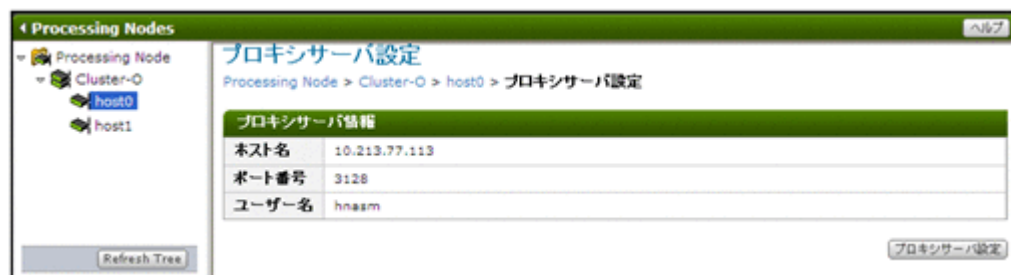 Processing Nodes
ヘルプ
Processing Node
Cluster-O
host0
host1
Refresh Tree
プロキシサーバ設定
Processing Node > Cluster-O > host0 > プロキシサーバ設定
プロキシサーバ情報
ホスト名 10.213.77.113
ポート番号 3128
ユーザー名 hnasm
プロキシサーバ設定